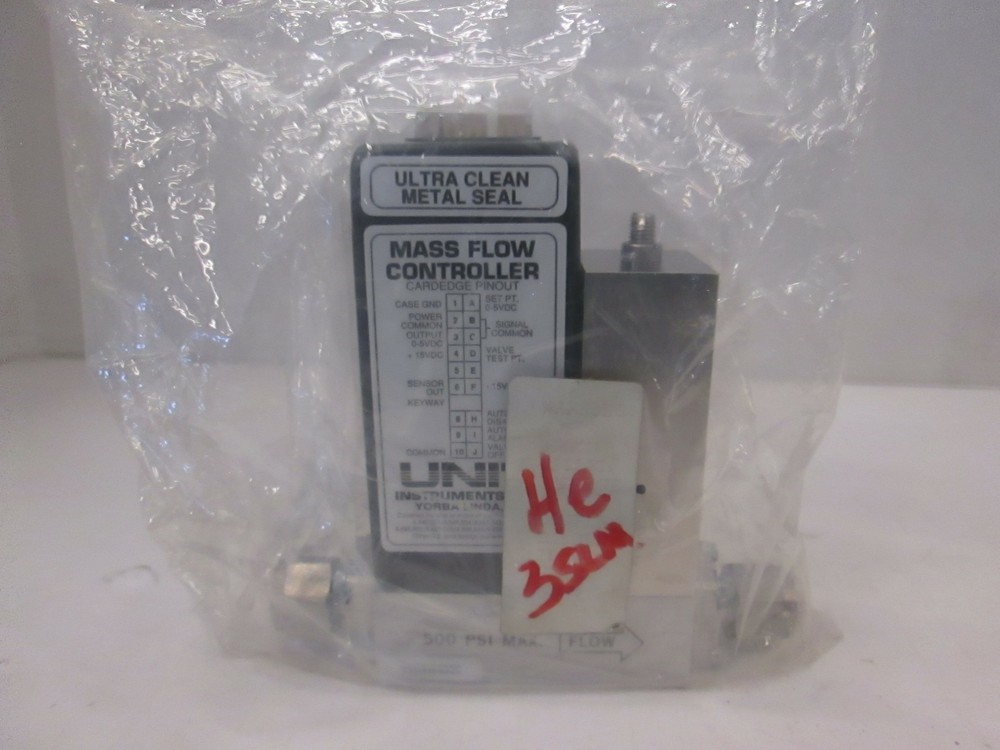 ULTRA CLEAN
METAL SEAL
MASS FLOW
CONTROLLER
CARDEDGE PINOUT
CASE GND 1 A SET PT.
0-5VDC
POWER
COMMON 2 B SIGNAL
COMMON
OUTPUT
0-5VDC 3 C
+ 15VDC 4 D VALVE
TEST PT.
5 E
SENSOR
OUT 6 F - 15V
KEYWAY
8 H
9 I
COMMON 10 J
UNI
INSTRUMENTS
YORBA LINDA,
He
3SLM
500 PSI MAX. FLOW